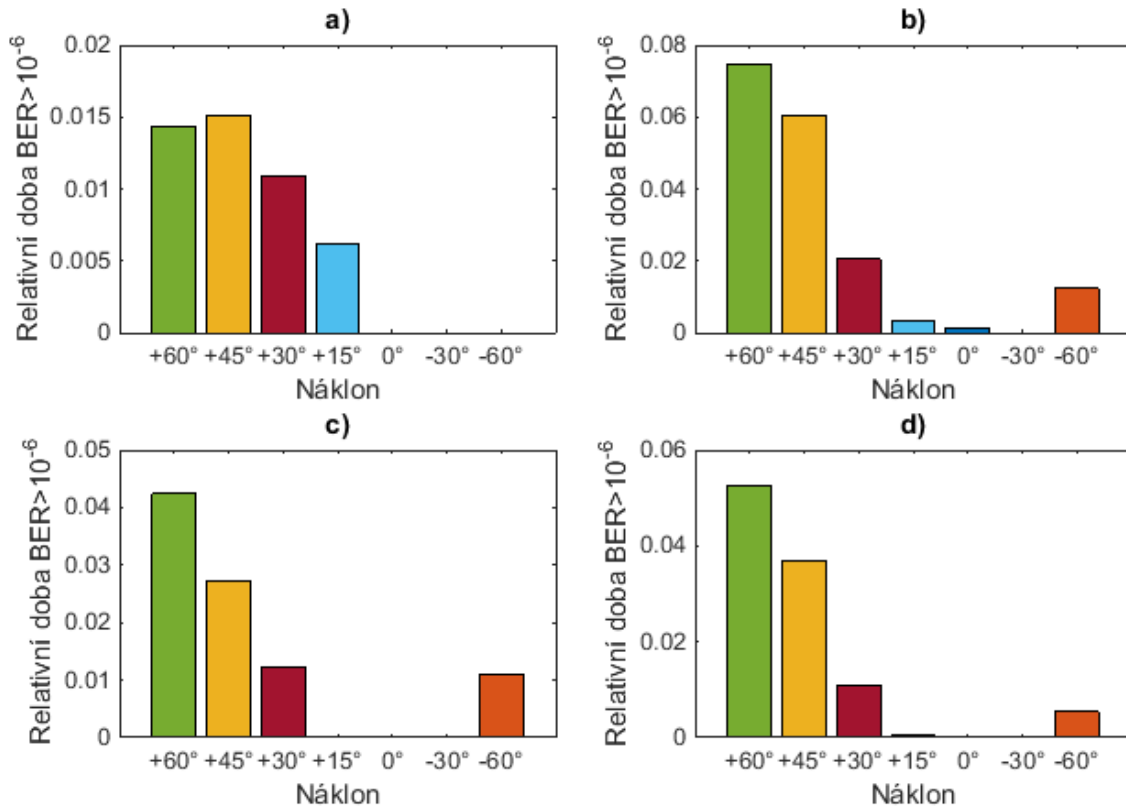 a)
Relativní doba BER>10⁻⁶
0.02
0.015
0.01
0.005
0
+60° +45° +30° +15° 0° -30° -60°
Náklon
b)
Relativní doba BER>10⁻⁶
0.08
0.06
0.04
0.02
0
+60° +45° +30° +15° 0° -30° -60°
Náklon
c)
Relativní doba BER>10⁻⁶
0.05
0.04
0.03
0.02
0.01
0
+60° +45° +30° +15° 0° -30° -60°
Náklon
d)
Relativní doba BER>10⁻⁶
0.06
0.04
0.02
0
+60° +45° +30° +15° 0° -30° -60°
Náklon